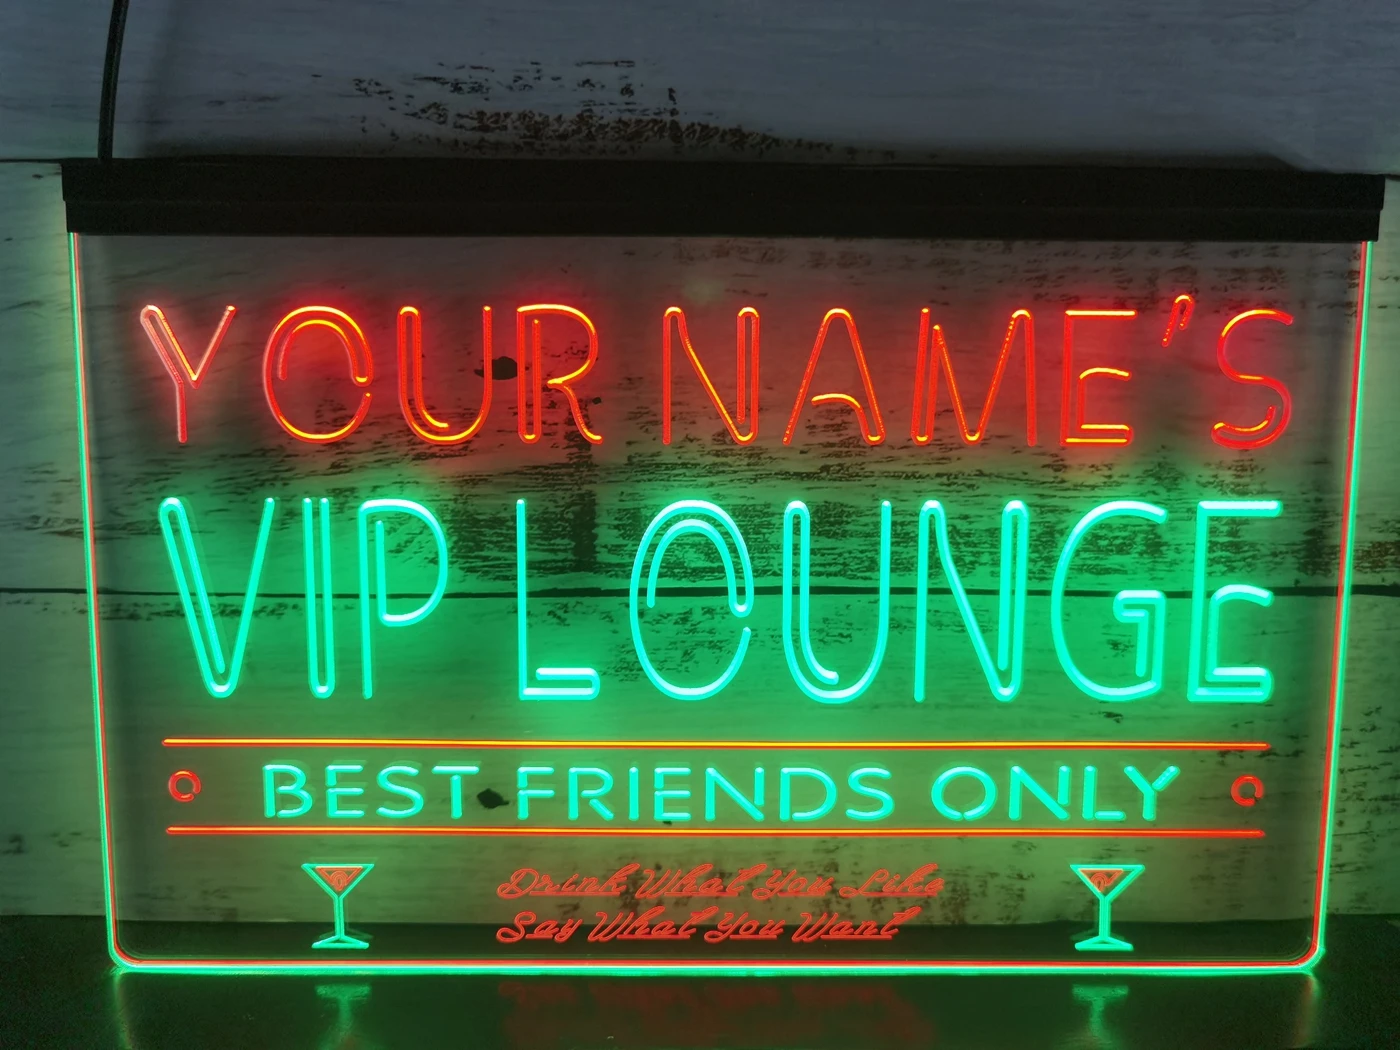 YOUR NAME'S
VIP LOUNGE
BEST FRIENDS ONLY
Drink What You Like
Say What You Want